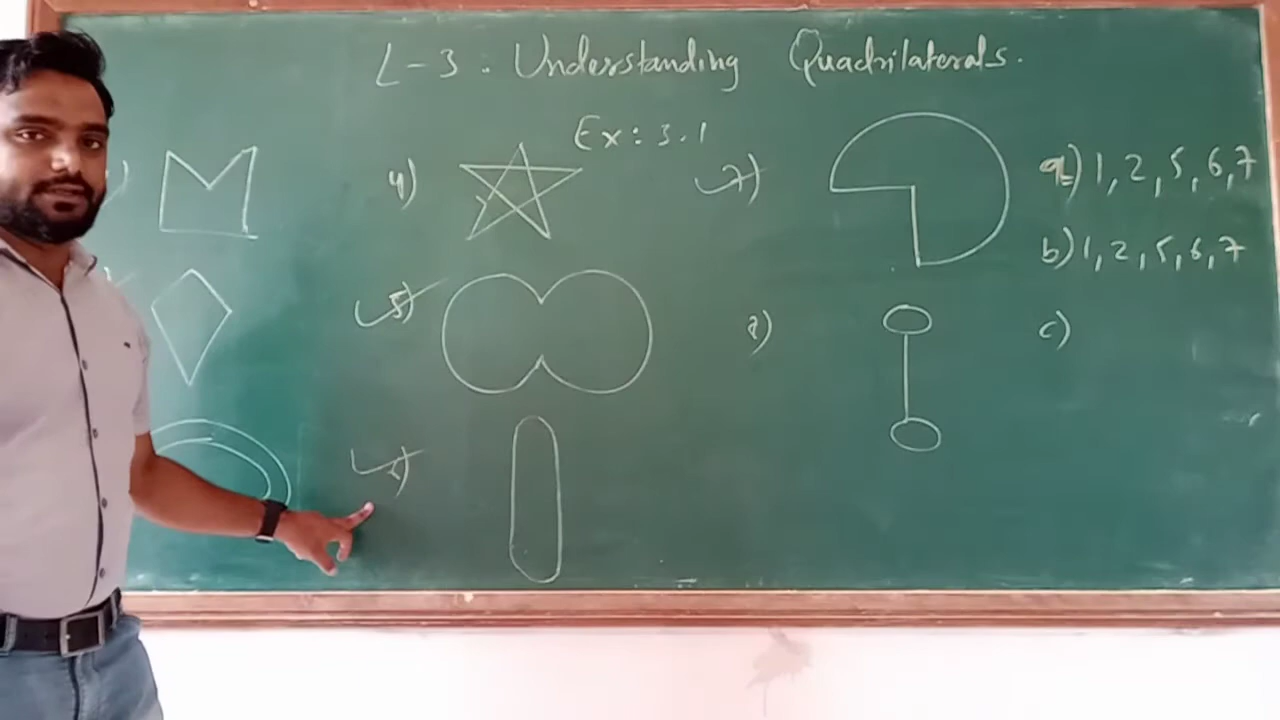 L-3 : Understanding Quadrilaterals.
Ex: 3.1
4)
7)
a) 1, 2, 5, 6, 7
b) 1, 2, 5, 6, 7
5)
8)
c)
6)